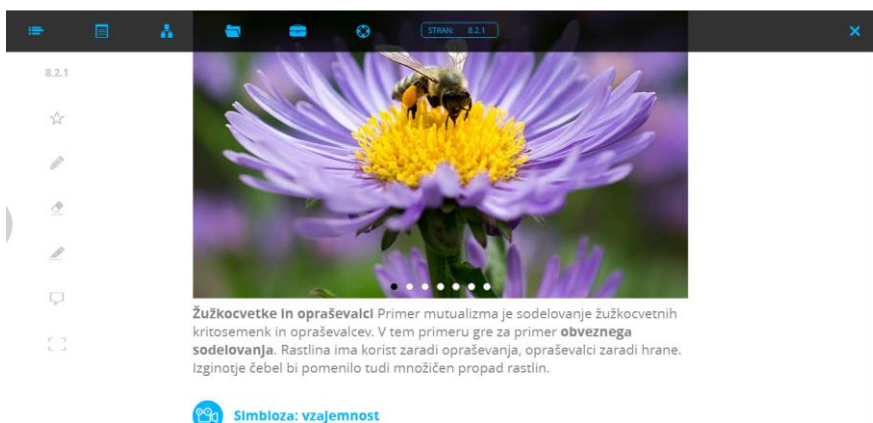 STRAN: 8.2.1
8.2.1
Žužkocvetke in opraševalci Primer mutualizma je sodelovanje žužkocvetnih
kritosemenk in opraševalcev. V tem primeru gre za primer obveznega
sodelovanja. Rastlina ima korist zaradi opraševanja, opraševalci zaradi hrane.
Izginotje čebel bi pomenilo tudi množičen propad rastlin.
Simbioza: vzajemnost